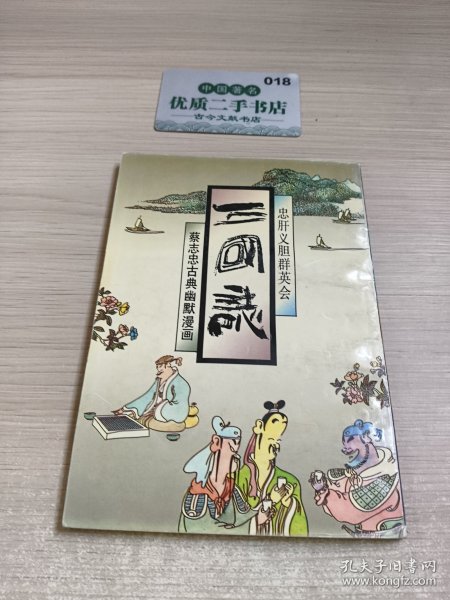 018
中国著名
优质二手书店
古今文献书店
忠肝义胆群英会
三國誌
蔡志忠古典幽默漫画
孔夫子旧书网
www.kongfz.com